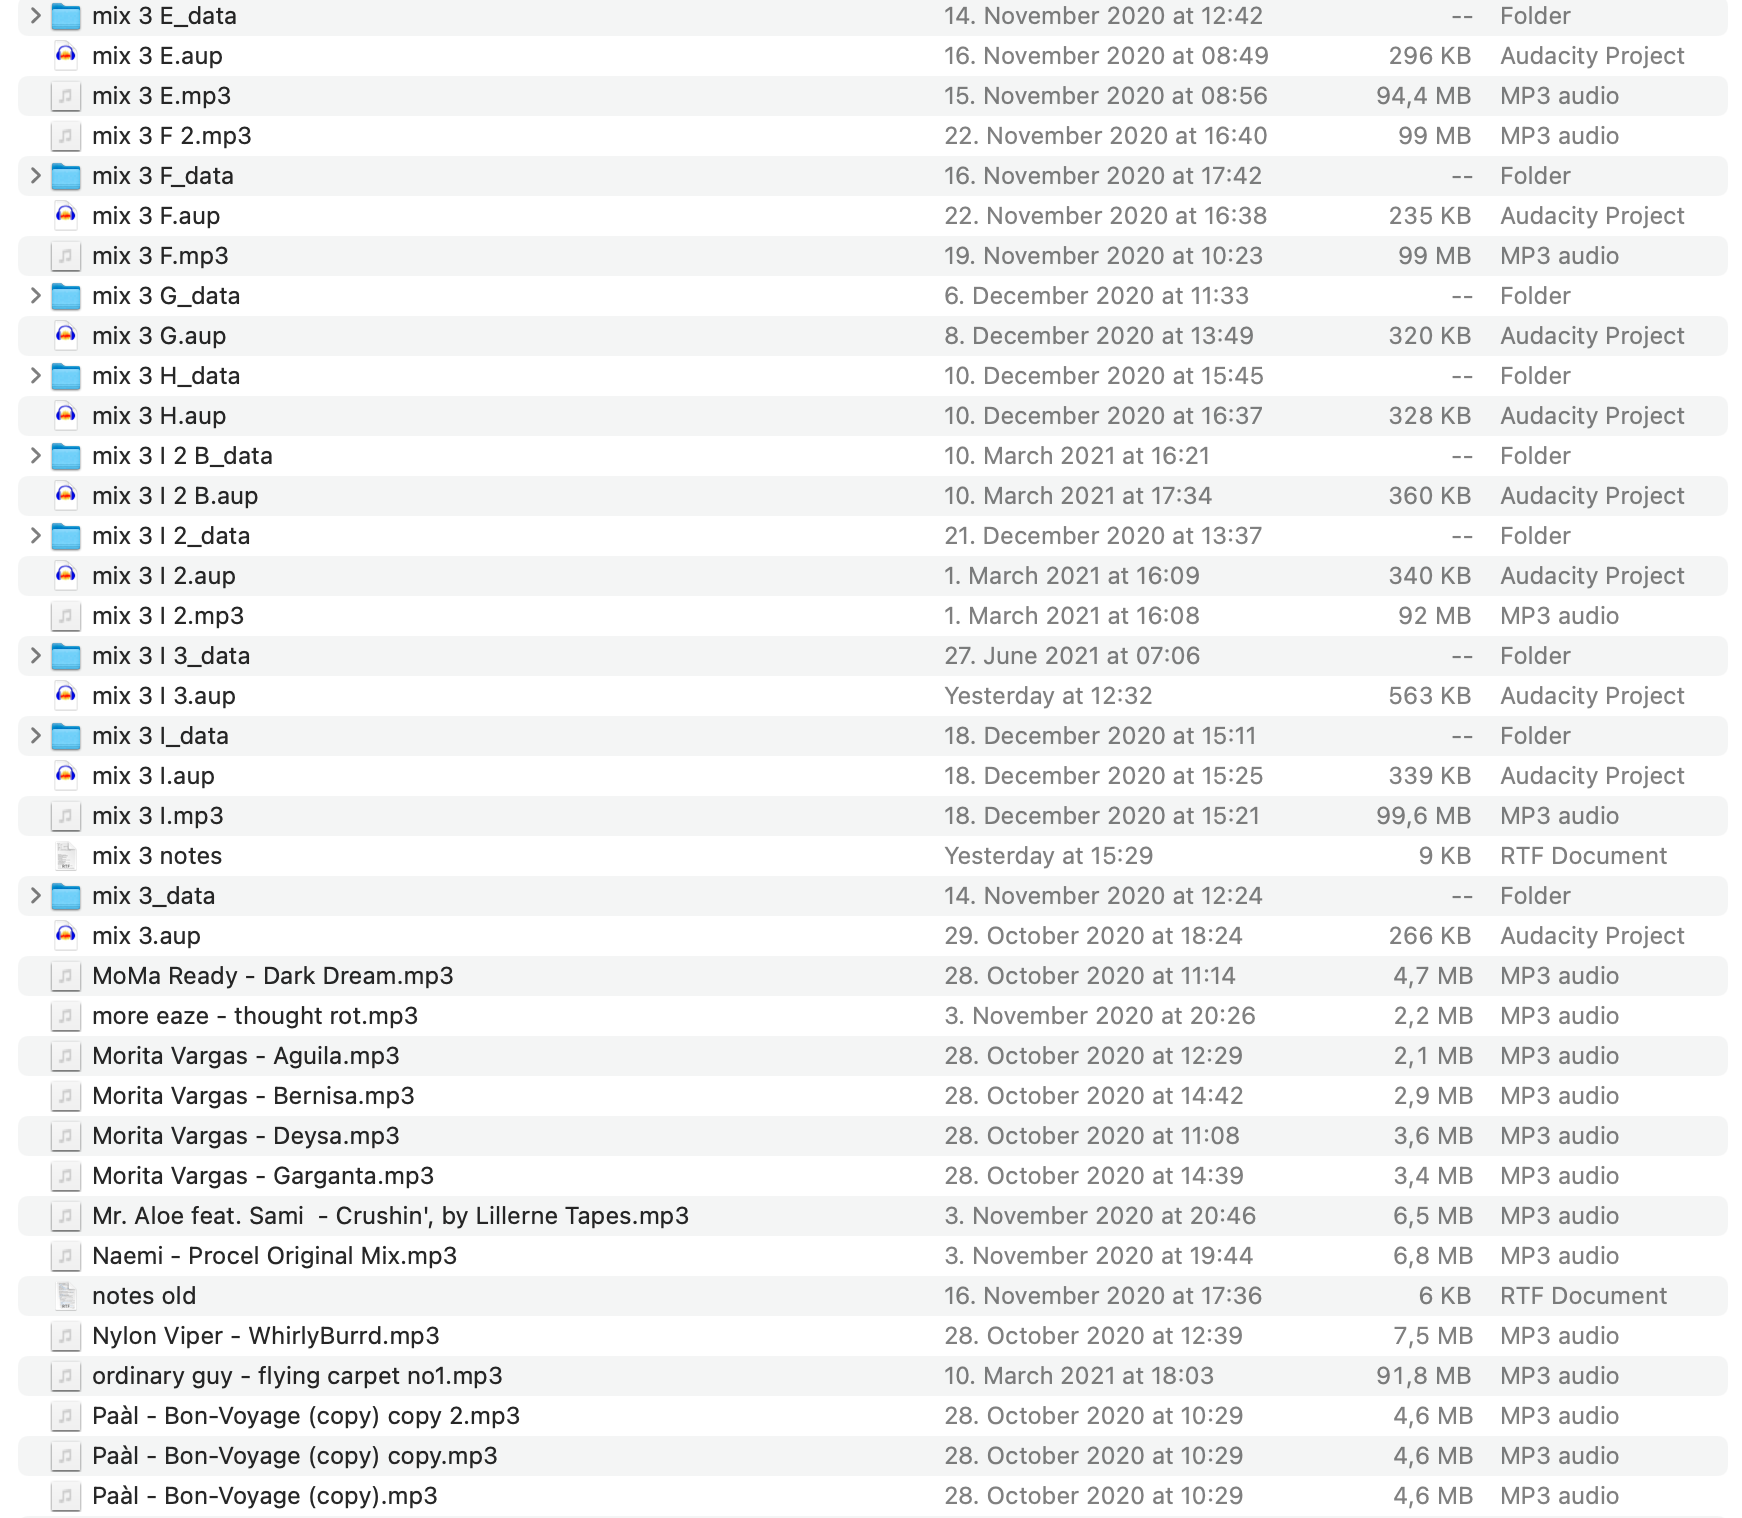 mix 3 E_data 14. November 2020 at 12:42 -- Folder
mix 3 E.aup 16. November 2020 at 08:49 296 KB Audacity Project
mix 3 E.mp3 15. November 2020 at 08:56 94,4 MB MP3 audio
mix 3 F 2.mp3 22. November 2020 at 16:40 99 MB MP3 audio
mix 3 F_data 16. November 2020 at 17:42 -- Folder
mix 3 F.aup 22. November 2020 at 16:38 235 KB Audacity Project
mix 3 F.mp3 19. November 2020 at 10:23 99 MB MP3 audio
mix 3 G_data 6. December 2020 at 11:33 -- Folder
mix 3 G.aup 8. December 2020 at 13:49 320 KB Audacity Project
mix 3 H_data 10. December 2020 at 15:45 -- Folder
mix 3 H.aup 10. December 2020 at 16:37 328 KB Audacity Project
mix 3 I 2 B_data 10. March 2021 at 16:21 -- Folder
mix 3 I 2 B.aup 10. March 2021 at 17:34 360 KB Audacity Project
mix 3 I 2_data 21. December 2020 at 13:37 -- Folder
mix 3 I 2.aup 1. March 2021 at 16:09 340 KB Audacity Project
mix 3 I 2.mp3 1. March 2021 at 16:08 92 MB MP3 audio
mix 3 I 3_data 27. June 2021 at 07:06 -- Folder
mix 3 I 3.aup Yesterday at 12:32 563 KB Audacity Project
mix 3 I_data 18. December 2020 at 15:11 -- Folder
mix 3 I.aup 18. December 2020 at 15:25 339 KB Audacity Project
mix 3 I.mp3 18. December 2020 at 15:21 99,6 MB MP3 audio
mix 3 notes Yesterday at 15:29 9 KB RTF Document
mix 3_data 14. November 2020 at 12:24 -- Folder
mix 3.aup 29. October 2020 at 18:24 266 KB Audacity Project
MoMa Ready - Dark Dream.mp3 28. October 2020 at 11:14 4,7 MB MP3 audio
more eaze - thought rot.mp3 3. November 2020 at 20:26 2,2 MB MP3 audio
Morita Vargas - Aguila.mp3 28. October 2020 at 12:29 2,1 MB MP3 audio
Morita Vargas - Bernisa.mp3 28. October 2020 at 14:42 2,9 MB MP3 audio
Morita Vargas - Deysa.mp3 28. October 2020 at 11:08 3,6 MB MP3 audio
Morita Vargas - Garganta.mp3 28. October 2020 at 14:39 3,4 MB MP3 audio
Mr. Aloe feat. Sami  - Crushin', by Lillerne Tapes.mp3 3. November 2020 at 20:46 6,5 MB MP3 audio
Naemi - Procel Original Mix.mp3 3. November 2020 at 19:44 6,8 MB MP3 audio
notes old 16. November 2020 at 17:36 6 KB RTF Document
Nylon Viper - WhirlyBurrd.mp3 28. October 2020 at 12:39 7,5 MB MP3 audio
ordinary guy - flying carpet no1.mp3 10. March 2021 at 18:03 91,8 MB MP3 audio
Paàl - Bon-Voyage (copy) copy 2.mp3 28. October 2020 at 10:29 4,6 MB MP3 audio
Paàl - Bon-Voyage (copy) copy.mp3 28. October 2020 at 10:29 4,6 MB MP3 audio
Paàl - Bon-Voyage (copy).mp3 28. October 2020 at 10:29 4,6 MB MP3 audio